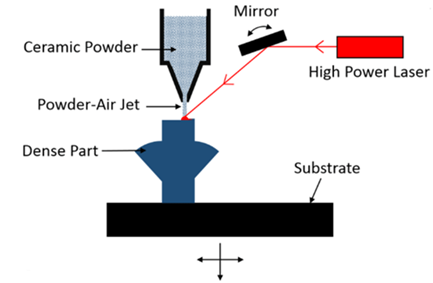 Mirror
Ceramic Powder
High Power Laser
Powder-Air Jet
Dense Part
Substrate